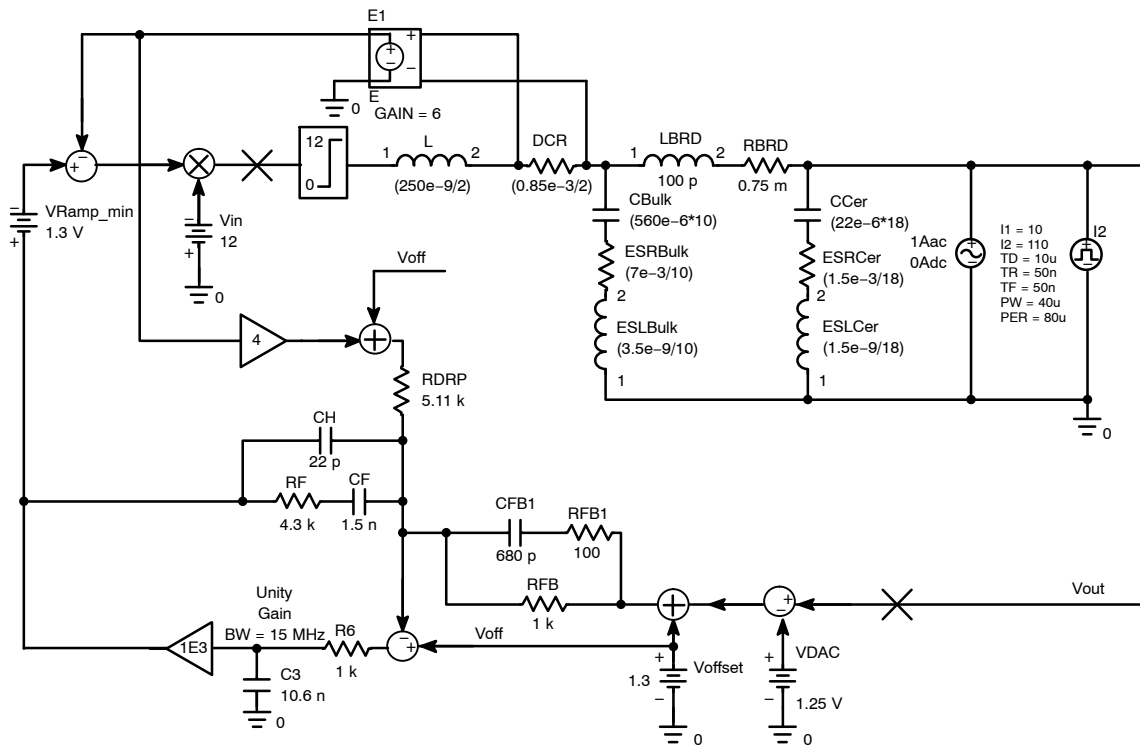 E1
+
+
−
−
E
0
GAIN = 6
−
+
12
0
1
L
2
(250e-9/2)
DCR
(0.85e-3/2)
1
LBRD
2
100 p
RBRD
0.75 m
−
VRamp_min
+
1.3 V
−
Vin
12
+
0
CBulk
(560e-6*10)
ESRBulk
(7e-3/10)
2
ESLBulk
(3.5e-9/10)
1
CCer
(22e-6*18)
ESRCer
(1.5e-3/18)
2
ESLCer
(1.5e-9/18)
1
1Aac
0Adc
+
−
I1 = 10
I2 = 110
TD = 10u
TR = 50n
TF = 50n
PW = 40u
PER = 80u
I2
+
−
0
Voff
4
RDRP
5.11 k
CH
22 p
RF
4.3 k
CF
1.5 n
CFB1
680 p
RFB1
100
RFB
1 k
Vout
+
−
Unity
Gain
BW = 15 MHz
1E3
R6
1 k
−
+
Voff
C3
10.6 n
0
+
Voffset
1.3
−
0
+
VDAC
−
1.25 V
0